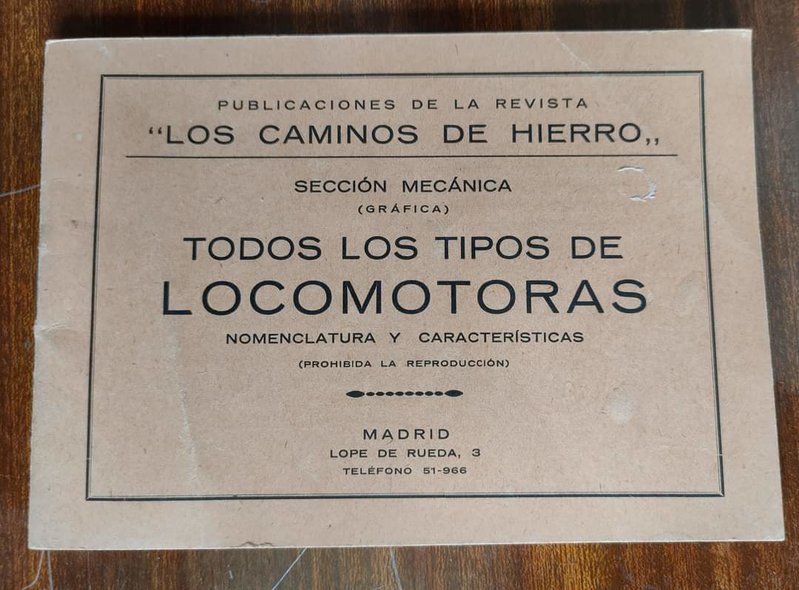 PUBLICACIONES DE LA REVISTA
“LOS CAMINOS DE HIERRO„
SECCIÓN MECÁNICA
(GRÁFICA)
TODOS LOS TIPOS DE
LOCOMOTORAS
NOMENCLATURA Y CARACTERÍSTICAS
(PROHIBIDA LA REPRODUCCIÓN)
MADRID
LOPE DE RUEDA, 3
TELÉFONO 51-966